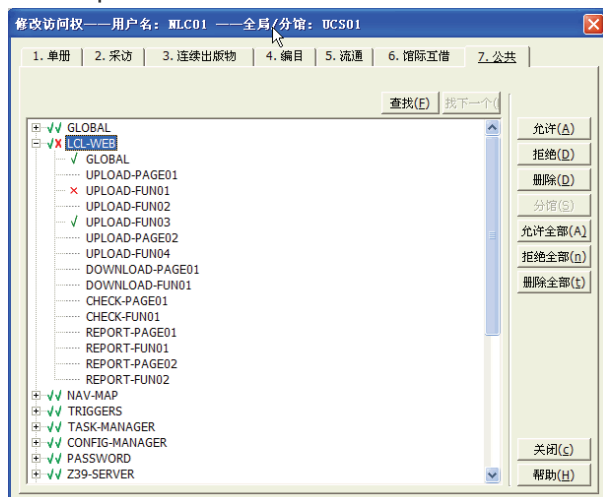 修改访问权——用户名: NLC01 ——全局/分馆: UCS01
1. 单册 2. 采访 3. 连续出版物 4. 编目 5. 流通 6. 馆际互借 7. 公共
查找(F) 找下一个(
GLOBAL
LCL-WEB
GLOBAL
UPLOAD-PAGE01
UPLOAD-FUN01
UPLOAD-FUN02
UPLOAD-FUN03
UPLOAD-PAGE02
UPLOAD-FUN04
DOWNLOAD-PAGE01
DOWNLOAD-FUN01
CHECK-PAGE01
CHECK-FUN01
REPORT-PAGE01
REPORT-FUN01
REPORT-PAGE02
REPORT-FUN02
NAV-MAP
TRIGGERS
TASK-MANAGER
CONFIG-MANAGER
PASSWORD
Z39-SERVER
允许(A)
拒绝(D)
删除(D)
分馆(S)
允许全部(A)
拒绝全部(n)
删除全部(t)
关闭(c)
帮助(H)